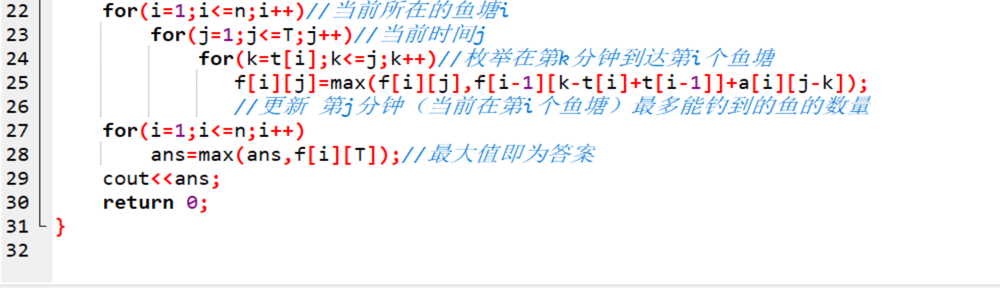 22 for(i=1;i<=n;i++)//当前所在的鱼塘i
23 for(j=1;j<=T;j++)//当前时间j
24 for(k=t[i];k<=j;k++)//枚举在第k分钟到达第i个鱼塘
25 f[i][j]=max(f[i][j],f[i-1][k-t[i]+t[i-1]]+a[i][j-k]);
26 //更新 第j分钟（当前在第i个鱼塘）最多能钓到的鱼的数量
27 for(i=1;i<=n;i++)
28 ans=max(ans,f[i][T]);//最大值即为答案
29 cout<<ans;
30 return 0;
31 }
32